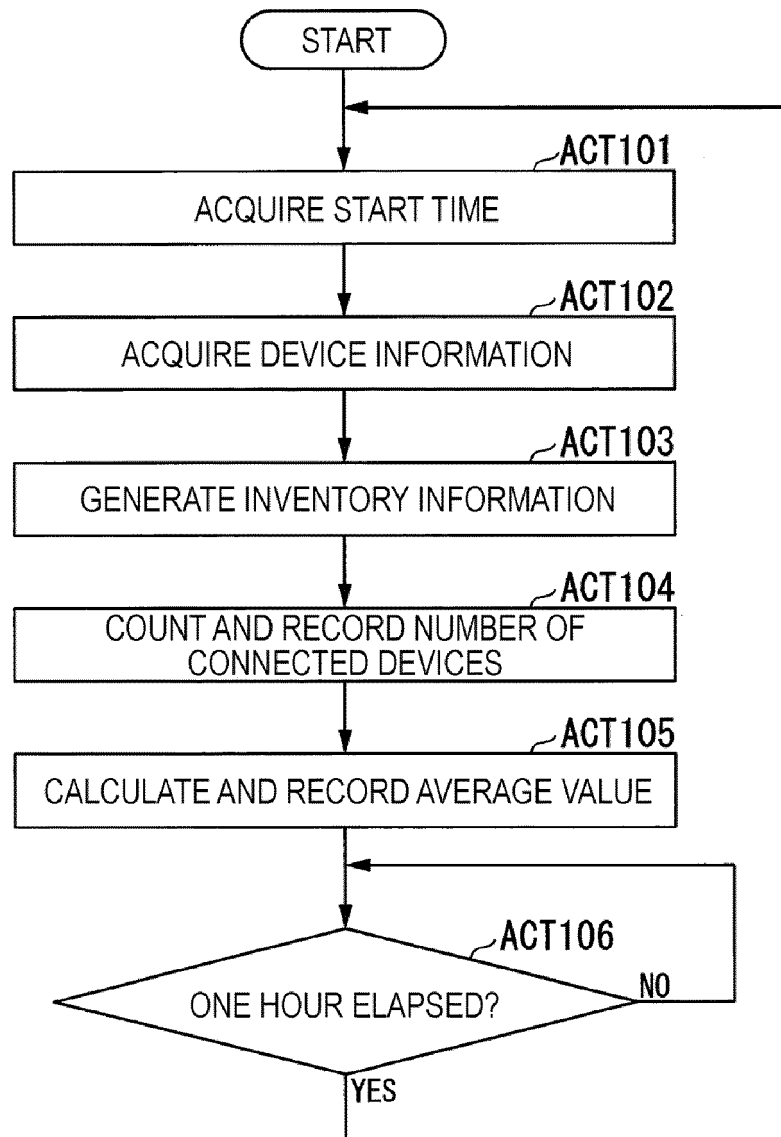 START
ACT101
ACQUIRE START TIME
ACT102
ACQUIRE DEVICE INFORMATION
ACT103
GENERATE INVENTORY INFORMATION
ACT104
COUNT AND RECORD NUMBER OF
CONNECTED DEVICES
ACT105
CALCULATE AND RECORD AVERAGE VALUE
ACT106
ONE HOUR ELAPSED?
NO
YES